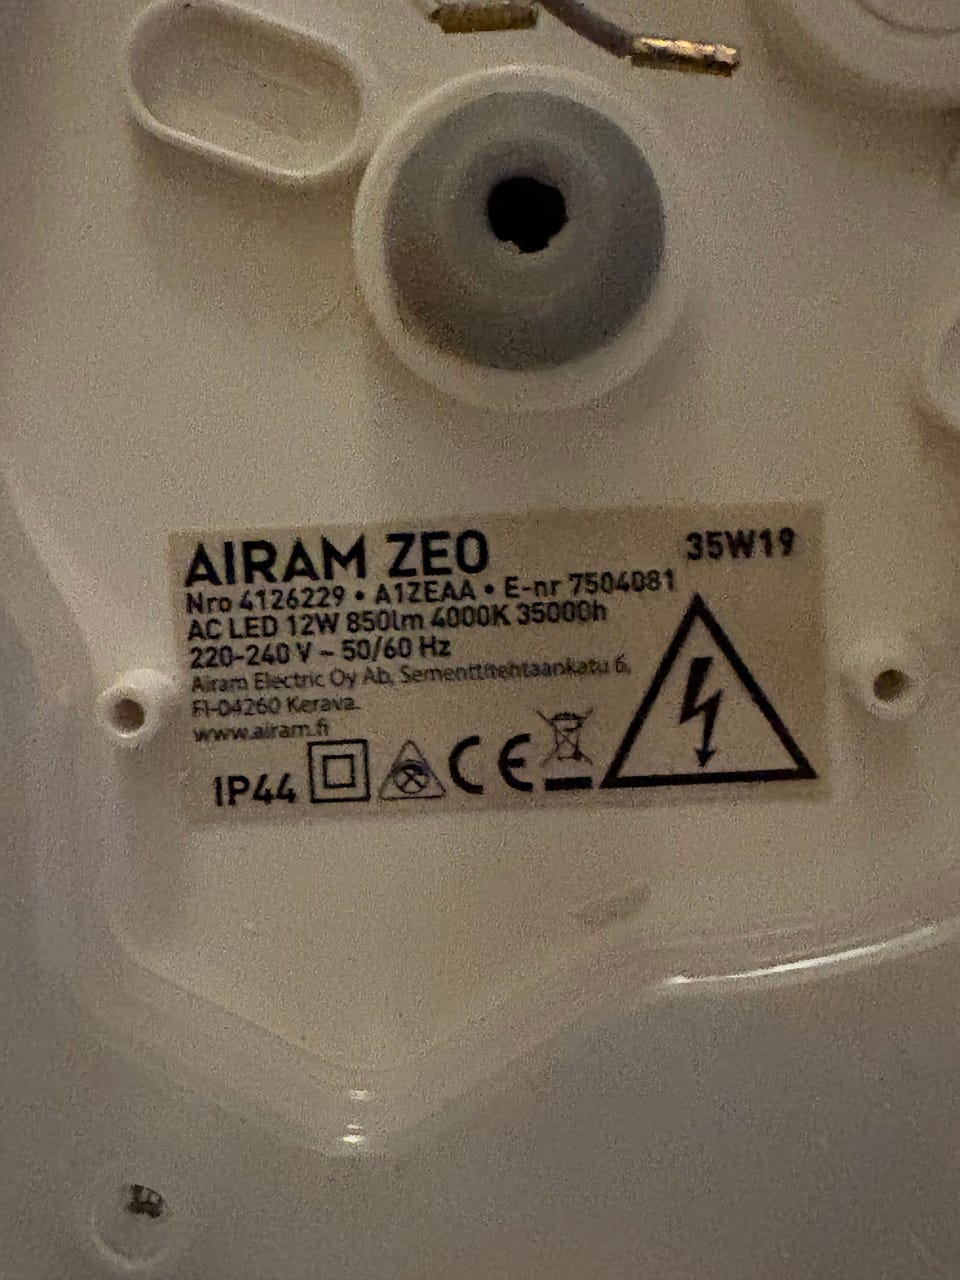 AIRAM ZEO 35W19
Nro 4126229 • A1ZEAA • E-nr 7504081
AC LED 12W 850lm 4000K 35000h
220-240 V ~ 50/60 Hz
Airam Electric Oy Ab, Sementtitehtaankatu 6,
FI-04260 Kerava.
www.airam.fi
IP44 CE